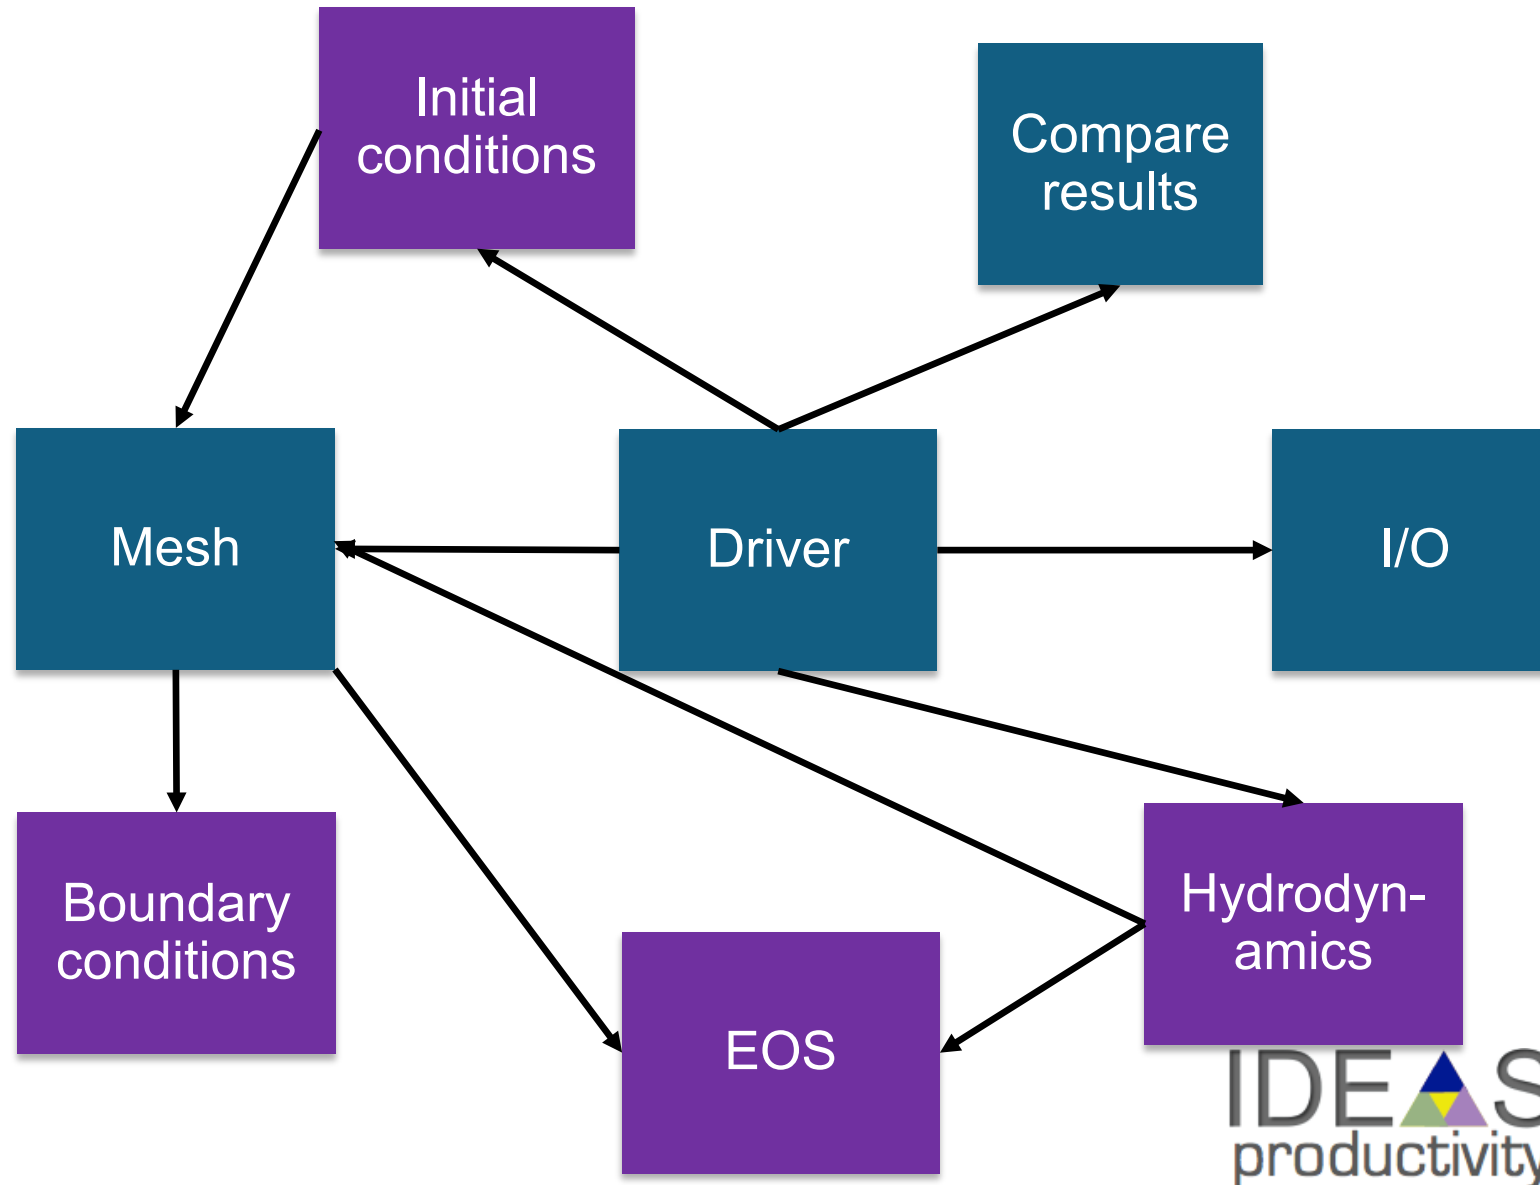 Initial
conditions
Compare
results
Mesh
Driver
I/O
Boundary
conditions
Hydrodyn-
amics
EOS
IDEAS
productivity